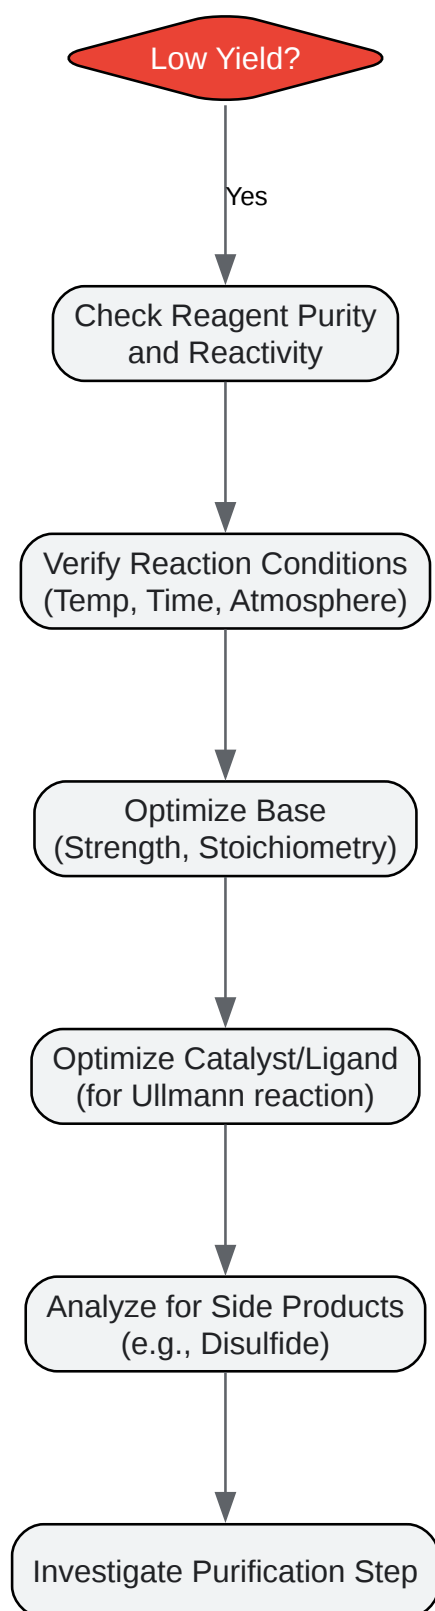 Low Yield?
Yes
Check Reagent Purity
and Reactivity
Verify Reaction Conditions
(Temp, Time, Atmosphere)
Optimize Base
(Strength, Stoichiometry)
Optimize Catalyst/Ligand
(for Ullmann reaction)
Analyze for Side Products
(e.g., Disulfide)
Investigate Purification Step